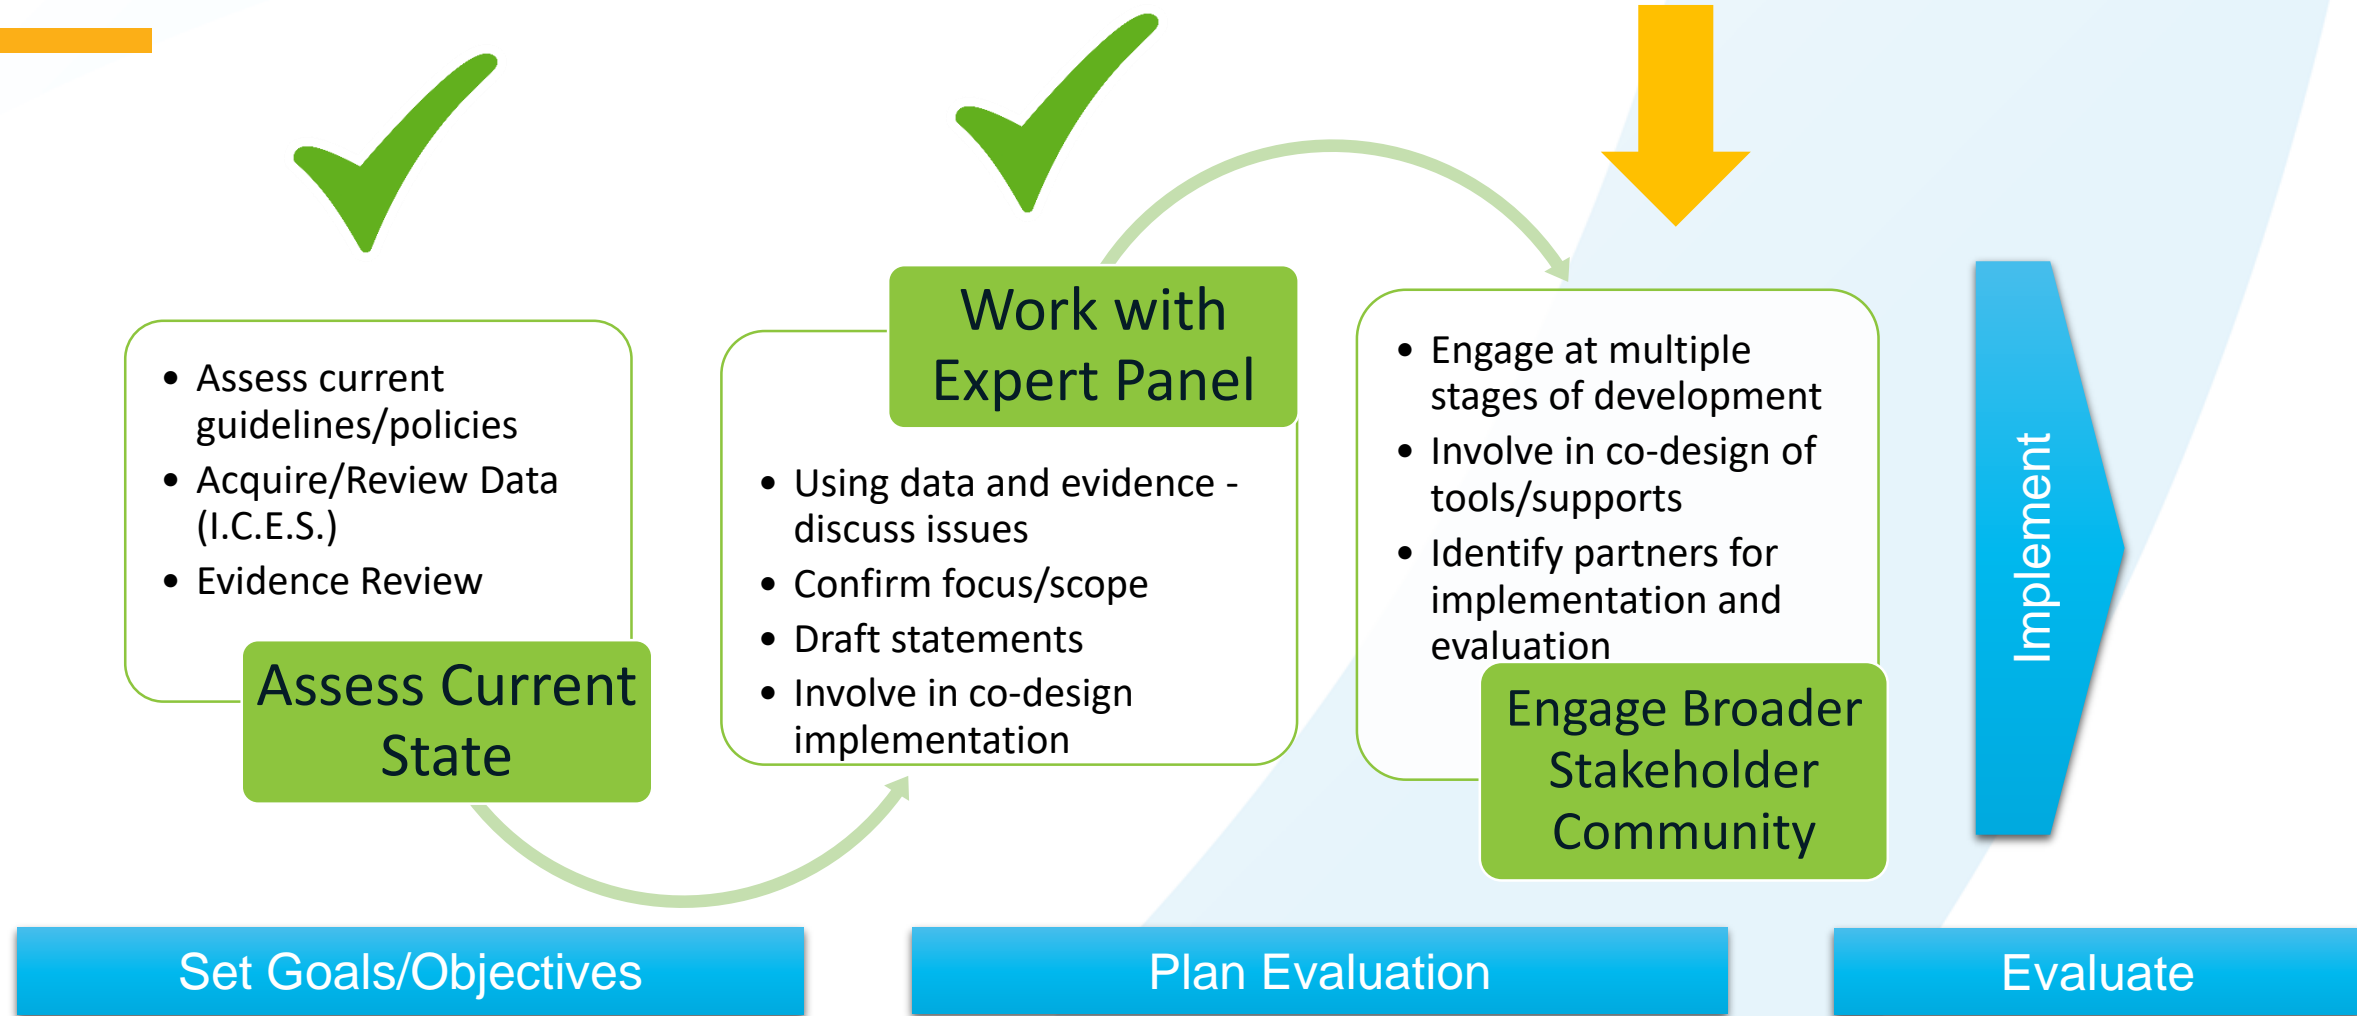 • Assess current
guidelines/policies
• Acquire/Review Data
(I.C.E.S.)
• Evidence Review
Assess Current
State
Work with
Expert Panel
• Using data and evidence -
discuss issues
• Confirm focus/scope
• Draft statements
• Involve in co-design
implementation
• Engage at multiple
stages of development
• Involve in co-design of
tools/supports
• Identify partners for
implementation and
evaluation
Engage Broader
Stakeholder
Community
Implement
Set Goals/Objectives
Plan Evaluation
Evaluate